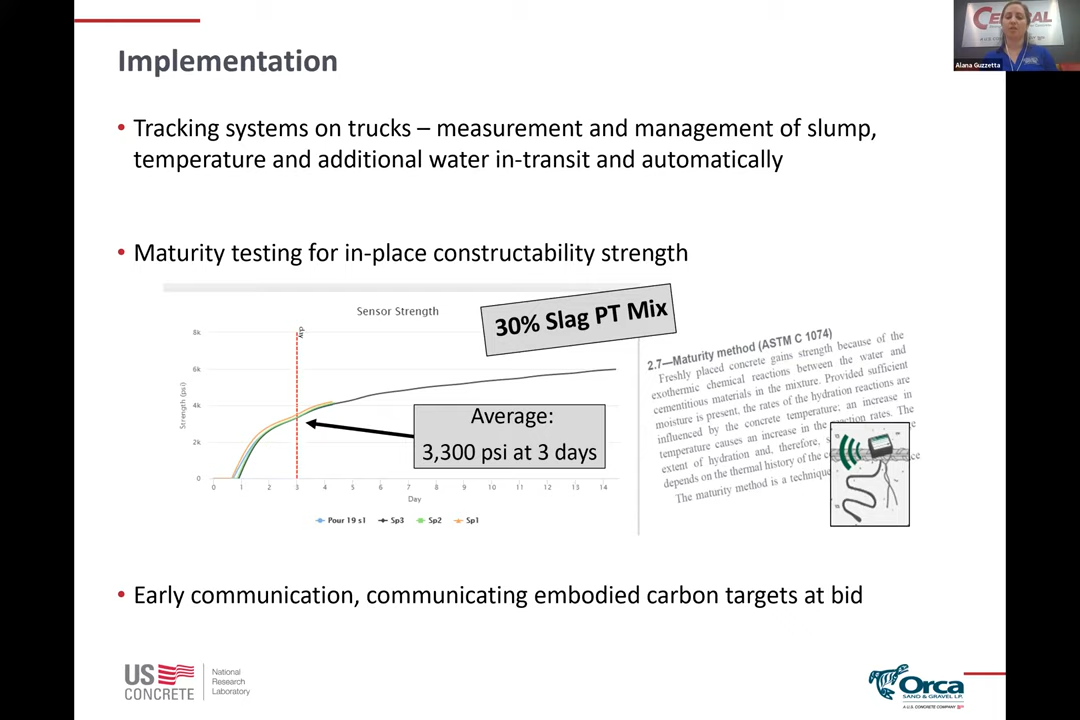 CENTRAL
Alana Guzzetta
Implementation
• Tracking systems on trucks – measurement and management of slump,
temperature and additional water in-transit and automatically
• Maturity testing for in-place constructability strength
Sensor Strength
30% Slag PT Mix
8k
6k
4k
2k
0
Strength (psi)
day
0 1 2 3 4 5 6 7 8 9 10 11 12 13 14
Day
Pour 19 s1 Sp3 Sp2 Sp1
Average:
3,300 psi at 3 days
2.7—Maturity method (ASTM C 1074)
Freshly placed concrete gains strength because of the
exothermic chemical reactions between the water and
cementitious materials in the mixture. Provided sufficient
moisture is present, the rates of the hydration reactions are
influenced by the concrete temperature; an increase in
temperature causes an increase in the reaction rates. The
extent of hydration and, therefore,
depends on the thermal history of the
The maturity method is a technique
• Early communication, communicating embodied carbon targets at bid
US
CONCRETE
National
Research
Laboratory
Orca
SAND & GRAVEL L.P.
A U.S. CONCRETE COMPANY